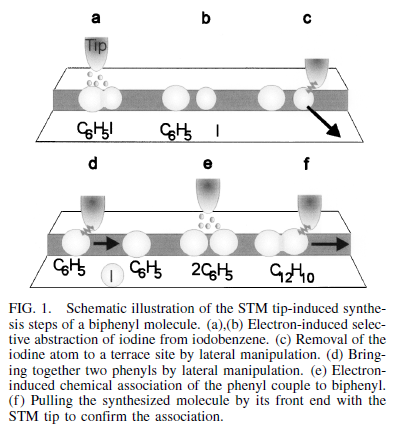 a b c
Tip
C6H5I C6H5 I
d e f
C6H5 I C6H5 2C6H5 C12H10
FIG. 1. Schematic illustration of the STM tip-induced synthe-
sis steps of a biphenyl molecule. (a),(b) Electron-induced selec-
tive abstraction of iodine from iodobenzene. (c) Removal of the
iodine atom to a terrace site by lateral manipulation. (d) Bring-
ing together two phenyls by lateral manipulation. (e) Electron-
induced chemical association of the phenyl couple to biphenyl.
(f) Pulling the synthesized molecule by its front end with the
STM tip to confirm the association.